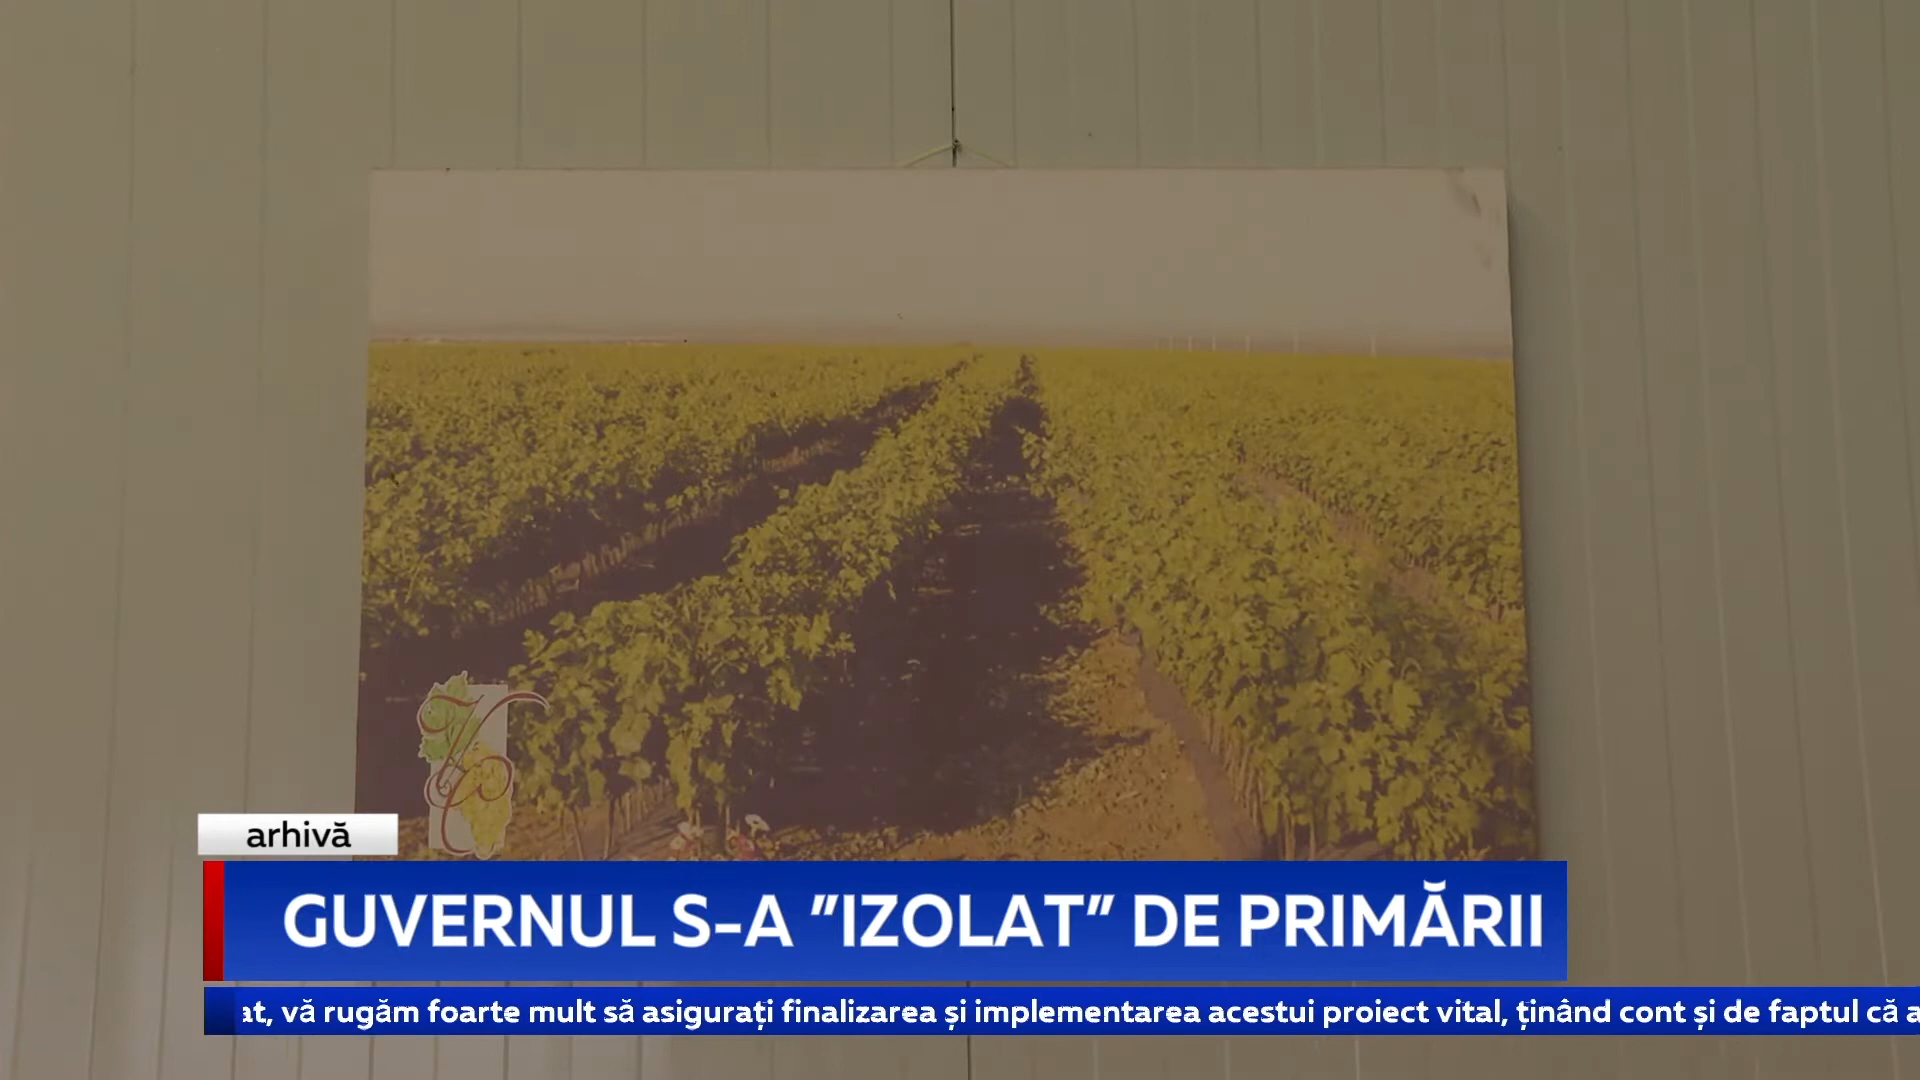 arhivă
GUVERNUL S-A ”IZOLAT” DE PRIMĂRII
at, vă rugăm foarte mult să asigurați finalizarea și implementarea acestui proiect vital, ținând cont și de faptul că a